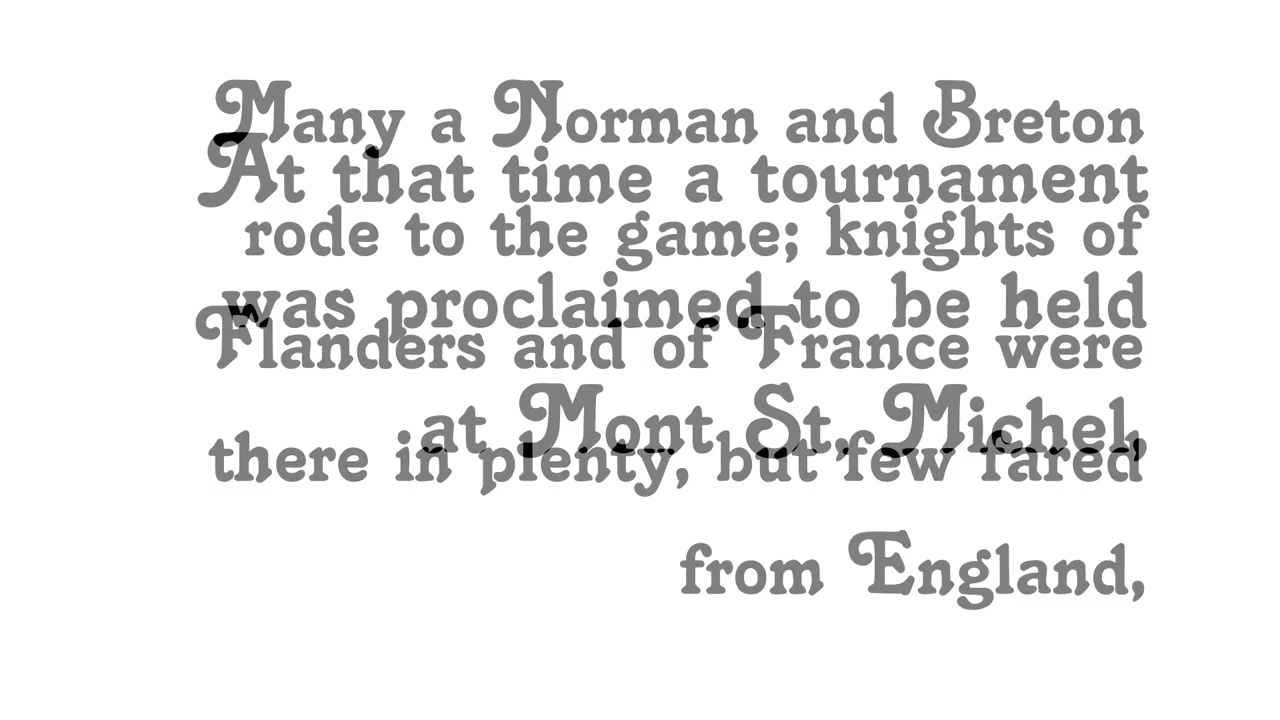 Many a Norman and Breton
At that time a tournament
rode to the game; knights of
was proclaimed to be held
Flanders and of France were
at Mont St. Michel,
there in plenty, but few fared
from England,